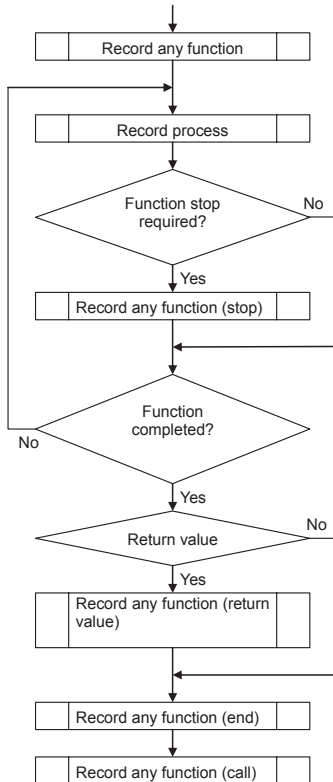 Record any function
Record process
Function stop
required?
No
Yes
Record any function (stop)
Function
completed?
No
Yes
Return value
No
Yes
Record any function (return
value)
Record any function (end)
Record any function (call)